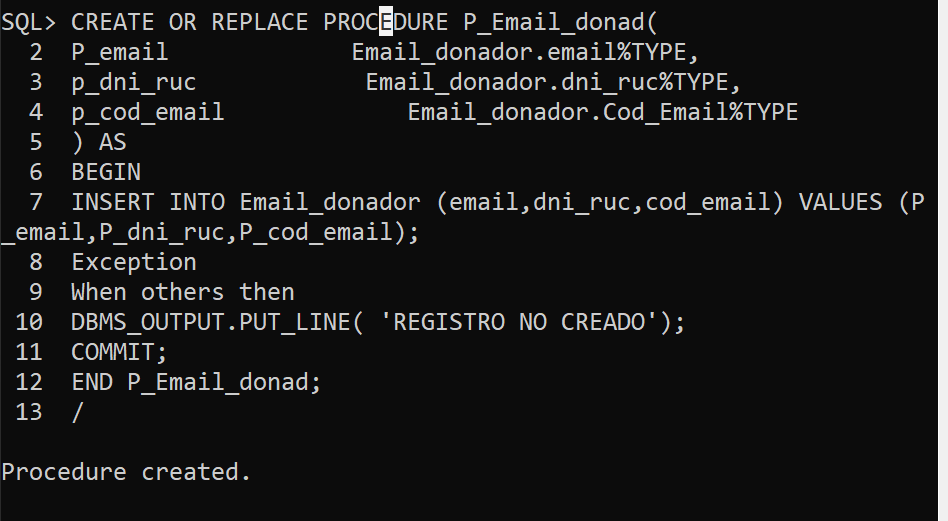 SQL> CREATE OR REPLACE PROCEDURE P_Email_donad(
  2  P_email             Email_donador.email%TYPE,
  3  p_dni_ruc            Email_donador.dni_ruc%TYPE,
  4  p_cod_email             Email_donador.Cod_Email%TYPE
  5  ) AS
  6  BEGIN
  7  INSERT INTO Email_donador (email,dni_ruc,cod_email) VALUES (P
_email,P_dni_ruc,P_cod_email);
  8  Exception
  9  When others then
 10  DBMS_OUTPUT.PUT_LINE( 'REGISTRO NO CREADO');
 11  COMMIT;
 12  END P_Email_donad;
 13  /
Procedure created.